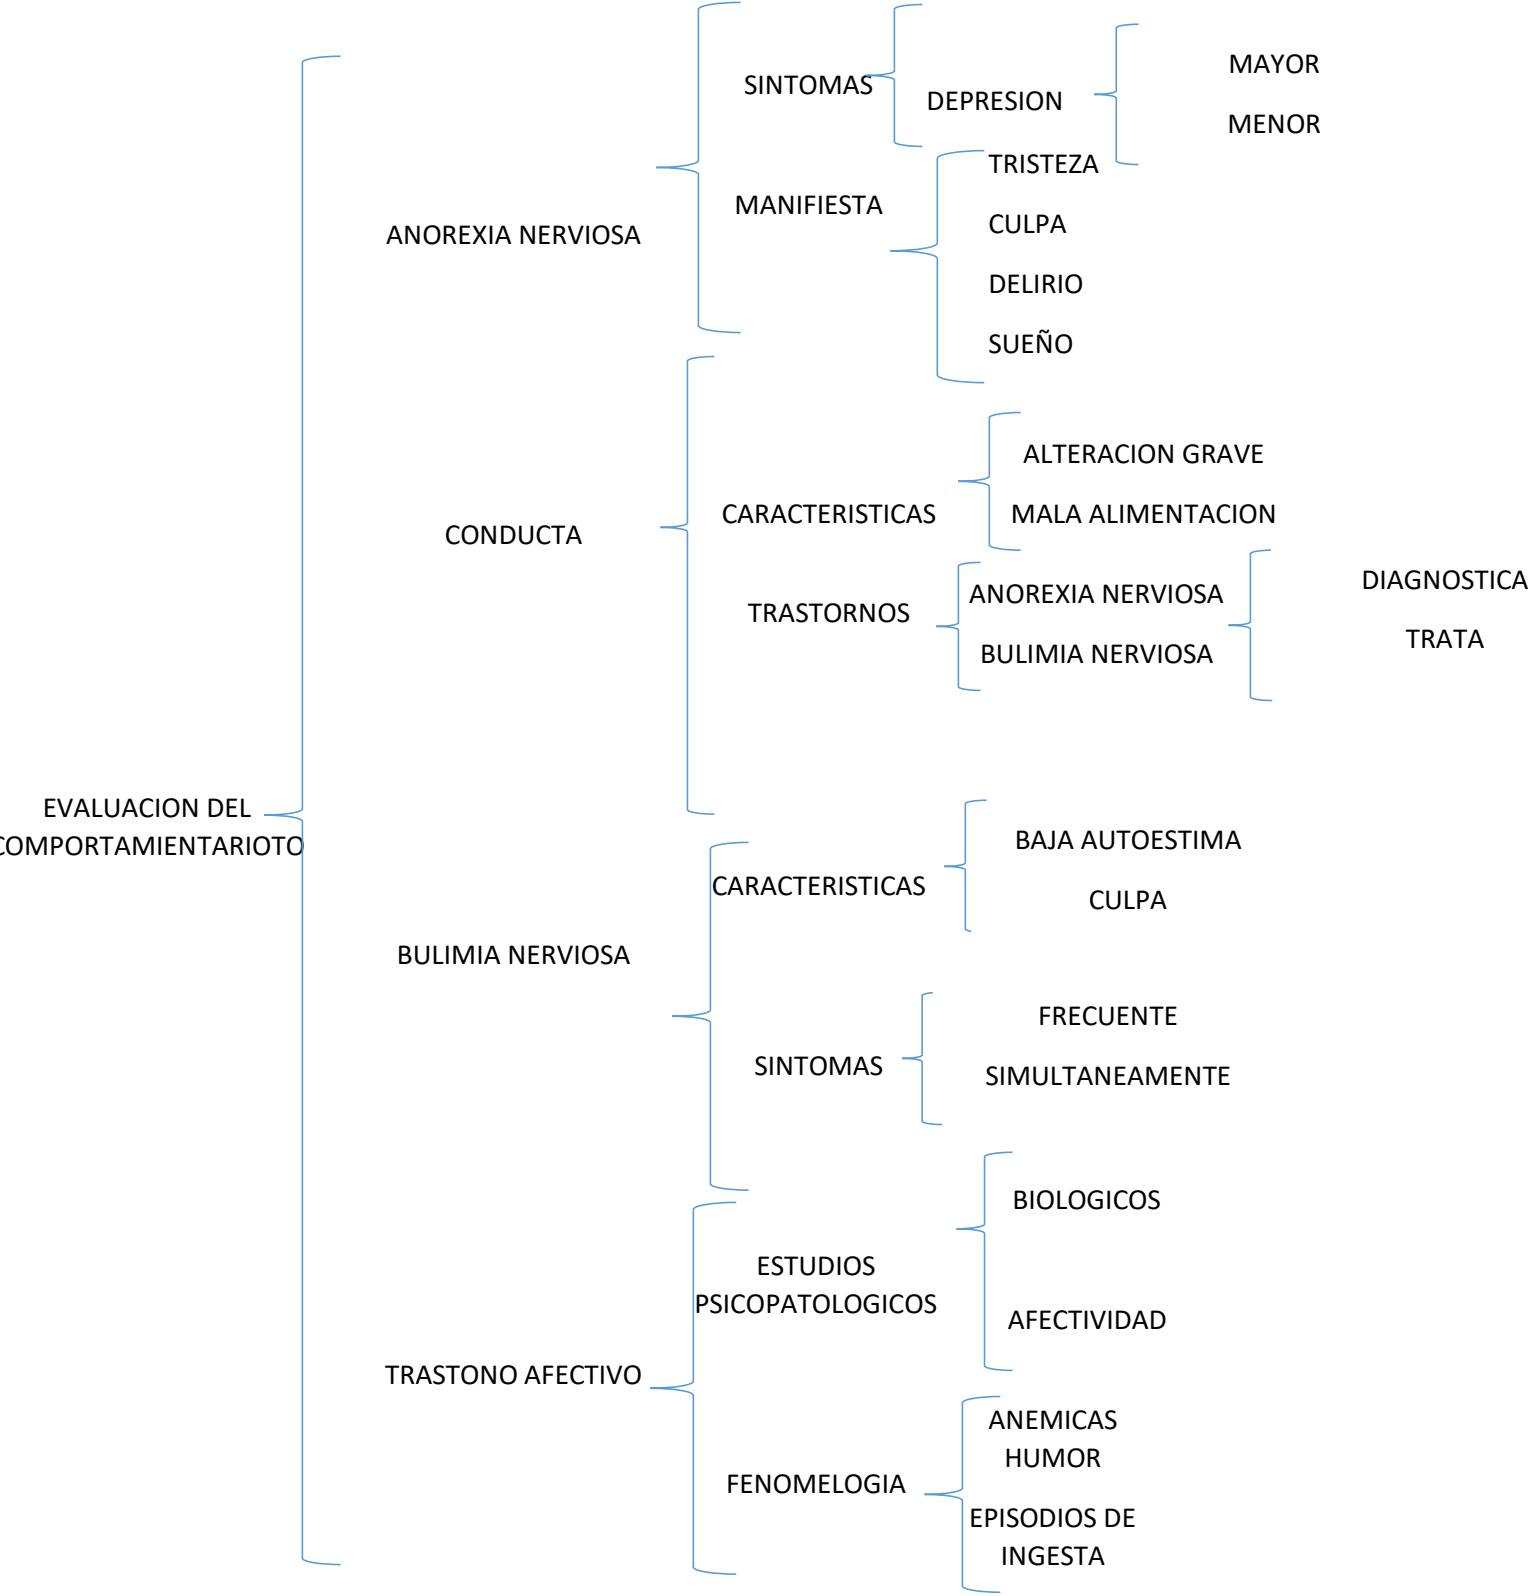 EVALUACION DEL
COMPORTAMIENTARIOTO
ANOREXIA NERVIOSA
SINTOMAS
DEPRESION
MAYOR
MENOR
MANIFIESTA
TRISTEZA
CULPA
DELIRIO
SUEÑO
CONDUCTA
CARACTERISTICAS
ALTERACION GRAVE
MALA ALIMENTACION
TRASTORNOS
ANOREXIA NERVIOSA
BULIMIA NERVIOSA
DIAGNOSTICA
TRATA
BULIMIA NERVIOSA
CARACTERISTICAS
BAJA AUTOESTIMA
CULPA
SINTOMAS
FRECUENTE
SIMULTANEAMENTE
TRASTONO AFECTIVO
ESTUDIOS
PSICOPATOLOGICOS
BIOLOGICOS
AFECTIVIDAD
FENOMELOGIA
ANEMICAS
HUMOR
EPISODIOS DE
INGESTA